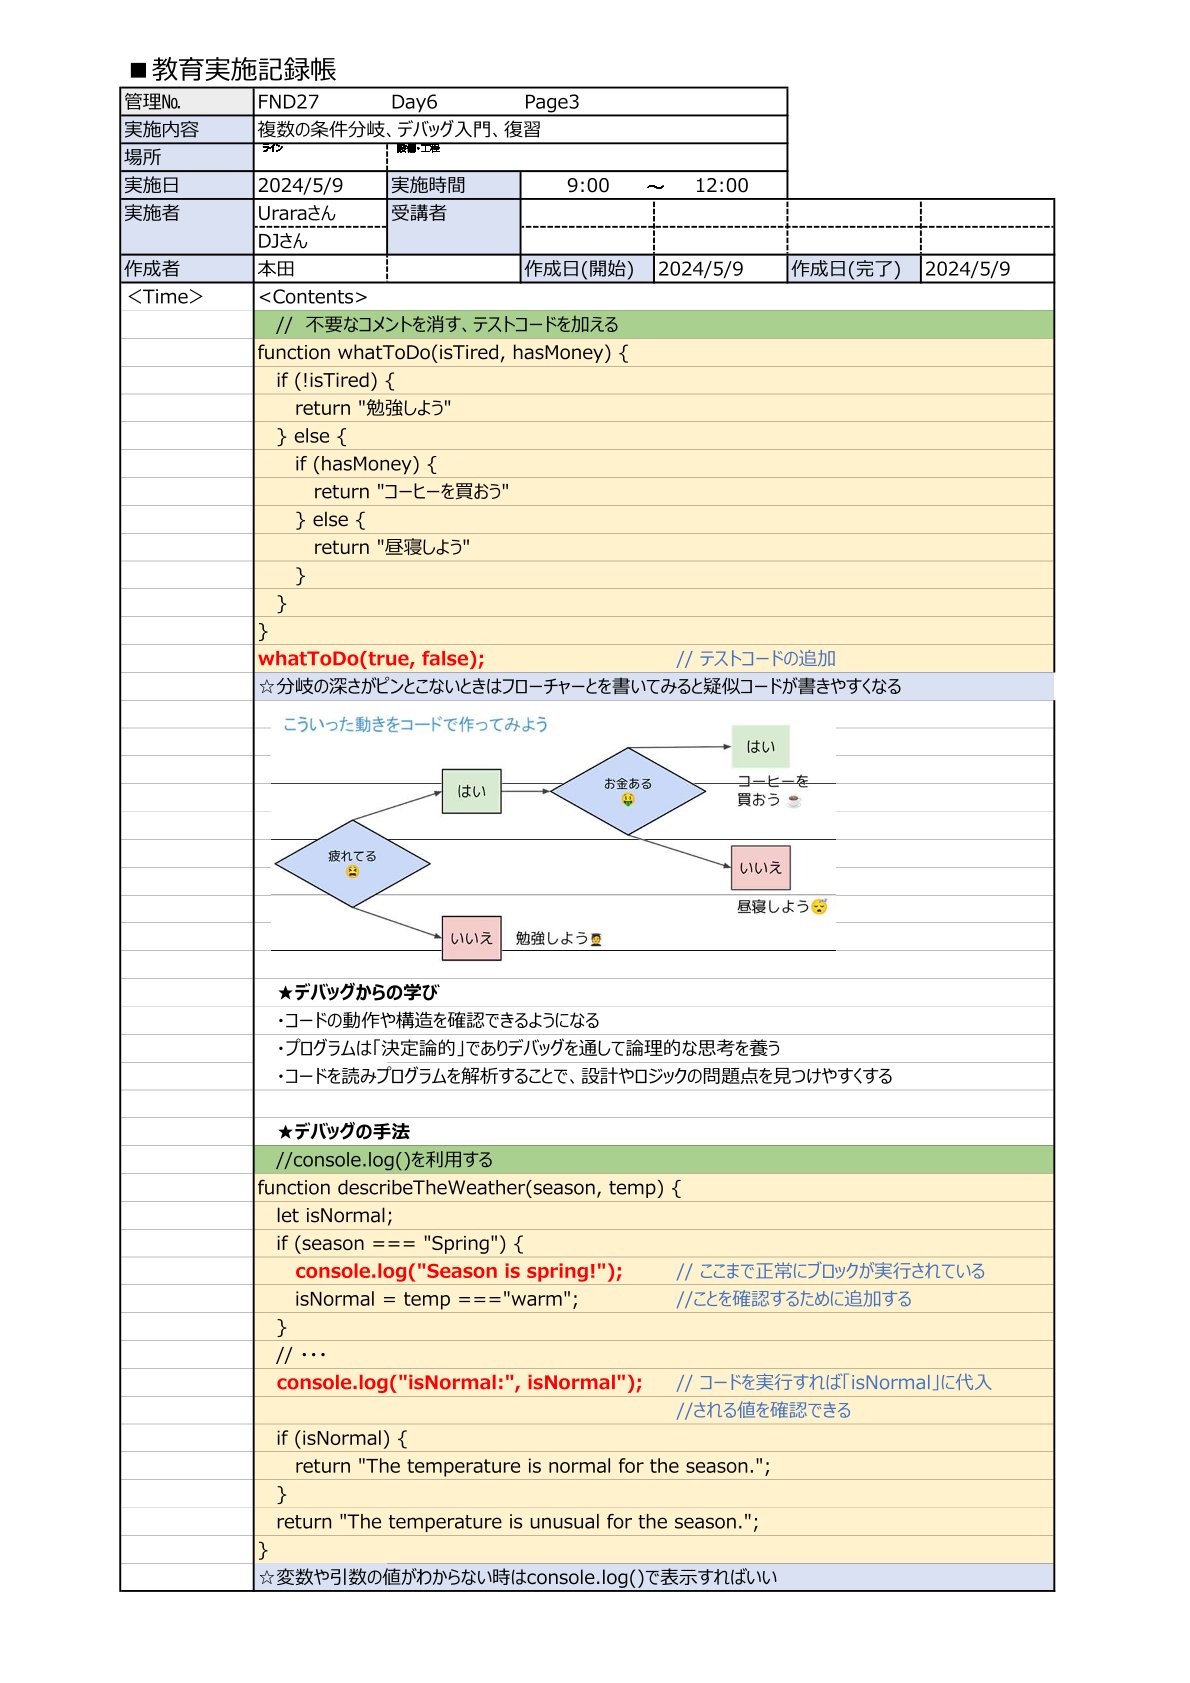 ■教育実施記録帳
管理№ FND27 Day6 Page3
実施内容 複数の条件分岐、デバッグ入門、復習
場所 ライン 設備・工程
実施日 2024/5/9 実施時間 9:00 ～ 12:00
実施者 Uraraさん 受講者
DJさん
作成者 本田 作成日(開始) 2024/5/9 作成日(完了) 2024/5/9
＜Time＞ <Contents>
// 不要なコメントを消す、テストコードを加える
function whatToDo(isTired, hasMoney) {
if (!isTired) {
return "勉強しよう"
} else {
if (hasMoney) {
return "コーヒーを買おう"
} else {
return "昼寝しよう"
}
}
}
whatToDo(true, false); // テストコードの追加
☆分岐の深さがピンとこないときはフローチャーとを書いてみると疑似コードが書きやすくなる
こういった動きをコードで作ってみよう
はい
コーヒーを
買おう ☕
お金ある
🤑
はい
疲れてる
😫
いいえ
昼寝しよう😴
いいえ 勉強しよう🧑‍🎓
★デバッグからの学び
・コードの動作や構造を確認できるようになる
・プログラムは「決定論的」でありデバッグを通して論理的な思考を養う
・コードを読みプログラムを解析することで、設計やロジックの問題点を見つけやすくする
★デバッグの手法
//console.log()を利用する
function describeTheWeather(season, temp) {
let isNormal;
if (season === "Spring") {
console.log("Season is spring!"); // ここまで正常にブロックが実行されている
isNormal = temp ==="warm"; //ことを確認するために追加する
}
// ・・・
console.log("isNormal:", isNormal"); // コードを実行すれば「isNormal」に代入
//される値を確認できる
if (isNormal) {
return "The temperature is normal for the season.";
}
return "The temperature is unusual for the season.";
}
☆変数や引数の値がわからない時はconsole.log()で表示すればいい